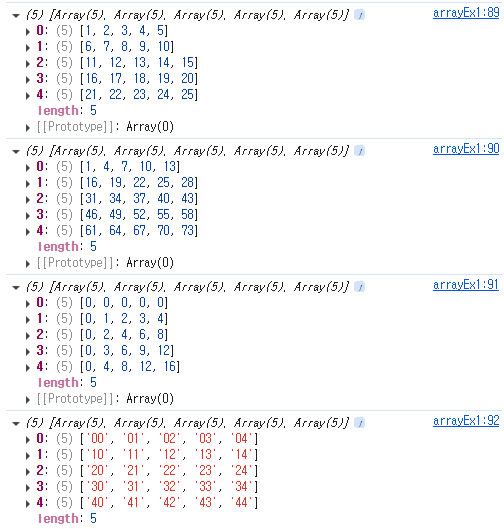 (5) [Array(5), Array(5), Array(5), Array(5), Array(5)] i arrayEx1:89
0: (5) [1, 2, 3, 4, 5]
1: (5) [6, 7, 8, 9, 10]
2: (5) [11, 12, 13, 14, 15]
3: (5) [16, 17, 18, 19, 20]
4: (5) [21, 22, 23, 24, 25]
length: 5
[[Prototype]]: Array(0)
(5) [Array(5), Array(5), Array(5), Array(5), Array(5)] i arrayEx1:90
0: (5) [1, 4, 7, 10, 13]
1: (5) [16, 19, 22, 25, 28]
2: (5) [31, 34, 37, 40, 43]
3: (5) [46, 49, 52, 55, 58]
4: (5) [61, 64, 67, 70, 73]
length: 5
[[Prototype]]: Array(0)
(5) [Array(5), Array(5), Array(5), Array(5), Array(5)] i arrayEx1:91
0: (5) [0, 0, 0, 0, 0]
1: (5) [0, 1, 2, 3, 4]
2: (5) [0, 2, 4, 6, 8]
3: (5) [0, 3, 6, 9, 12]
4: (5) [0, 4, 8, 12, 16]
length: 5
[[Prototype]]: Array(0)
(5) [Array(5), Array(5), Array(5), Array(5), Array(5)] i arrayEx1:92
0: (5) ['00', '01', '02', '03', '04']
1: (5) ['10', '11', '12', '13', '14']
2: (5) ['20', '21', '22', '23', '24']
3: (5) ['30', '31', '32', '33', '34']
4: (5) ['40', '41', '42', '43', '44']
length: 5